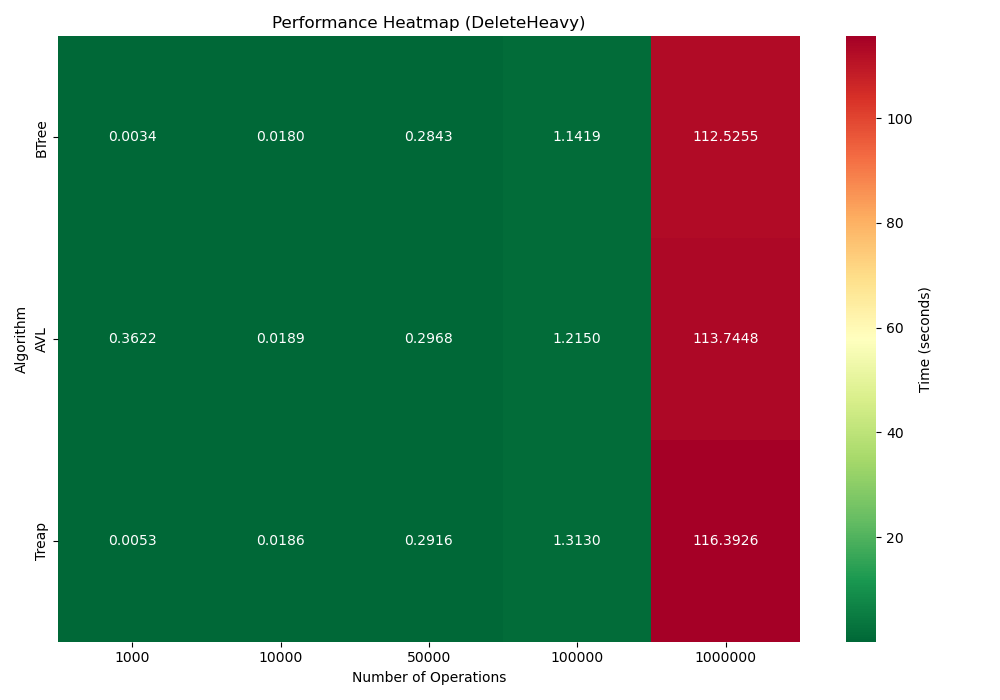 Performance Heatmap (DeleteHeavy)
BTree
0.0034 0.0180 0.2843 1.1419 112.5255
Algorithm
AVL
0.3622 0.0189 0.2968 1.2150 113.7448
Treap
0.0053 0.0186 0.2916 1.3130 116.3926
1000 10000 50000 100000 1000000
Number of Operations
100
80
60
40
20
Time (seconds)